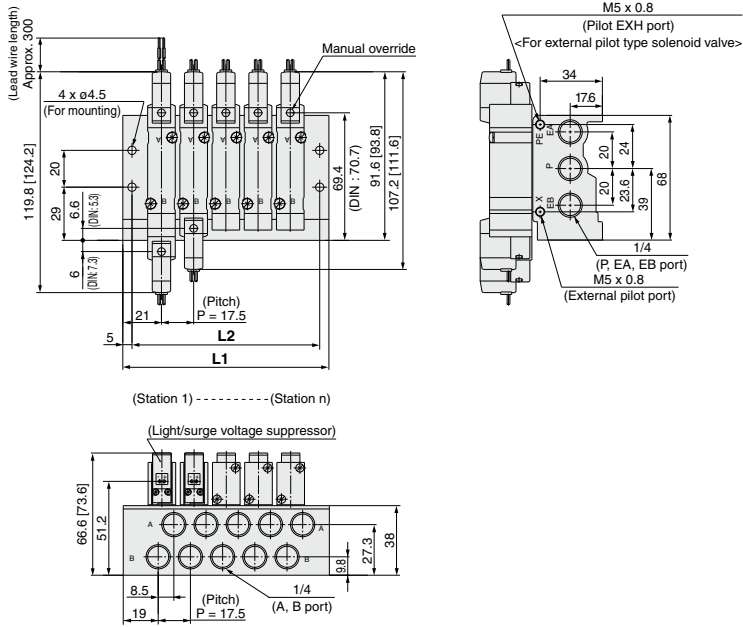 (Lead wire length)
Approx. 300
119.8 [124.2]
4 x ø4.5
(For mounting)
20
29
6.6
(DIN: 5.3)
6
(DIN: 7.3)
Manual override
A
A
A
A
A
B
B
B
B
B
69.4
(DIN : 70.7)
91.6 [93.8]
107.2 [111.6]
21
(Pitch)
P = 17.5
5
L2
L1
M5 x 0.8
(Pilot EXH port)
<For external pilot type solenoid valve>
34
17.6
PE
EA
P
X
EB
20
20
24
23.6
39
68
1/4
(P, EA, EB port)
M5 x 0.8
(External pilot port)
(Station 1) - - - - - - - - - - (Station n)
(Light/surge voltage suppressor)
66.6 [73.6]
51.2
A
A
B
B
9.8
27.3
38
8.5
19
(Pitch)
P = 17.5
1/4
(A, B port)